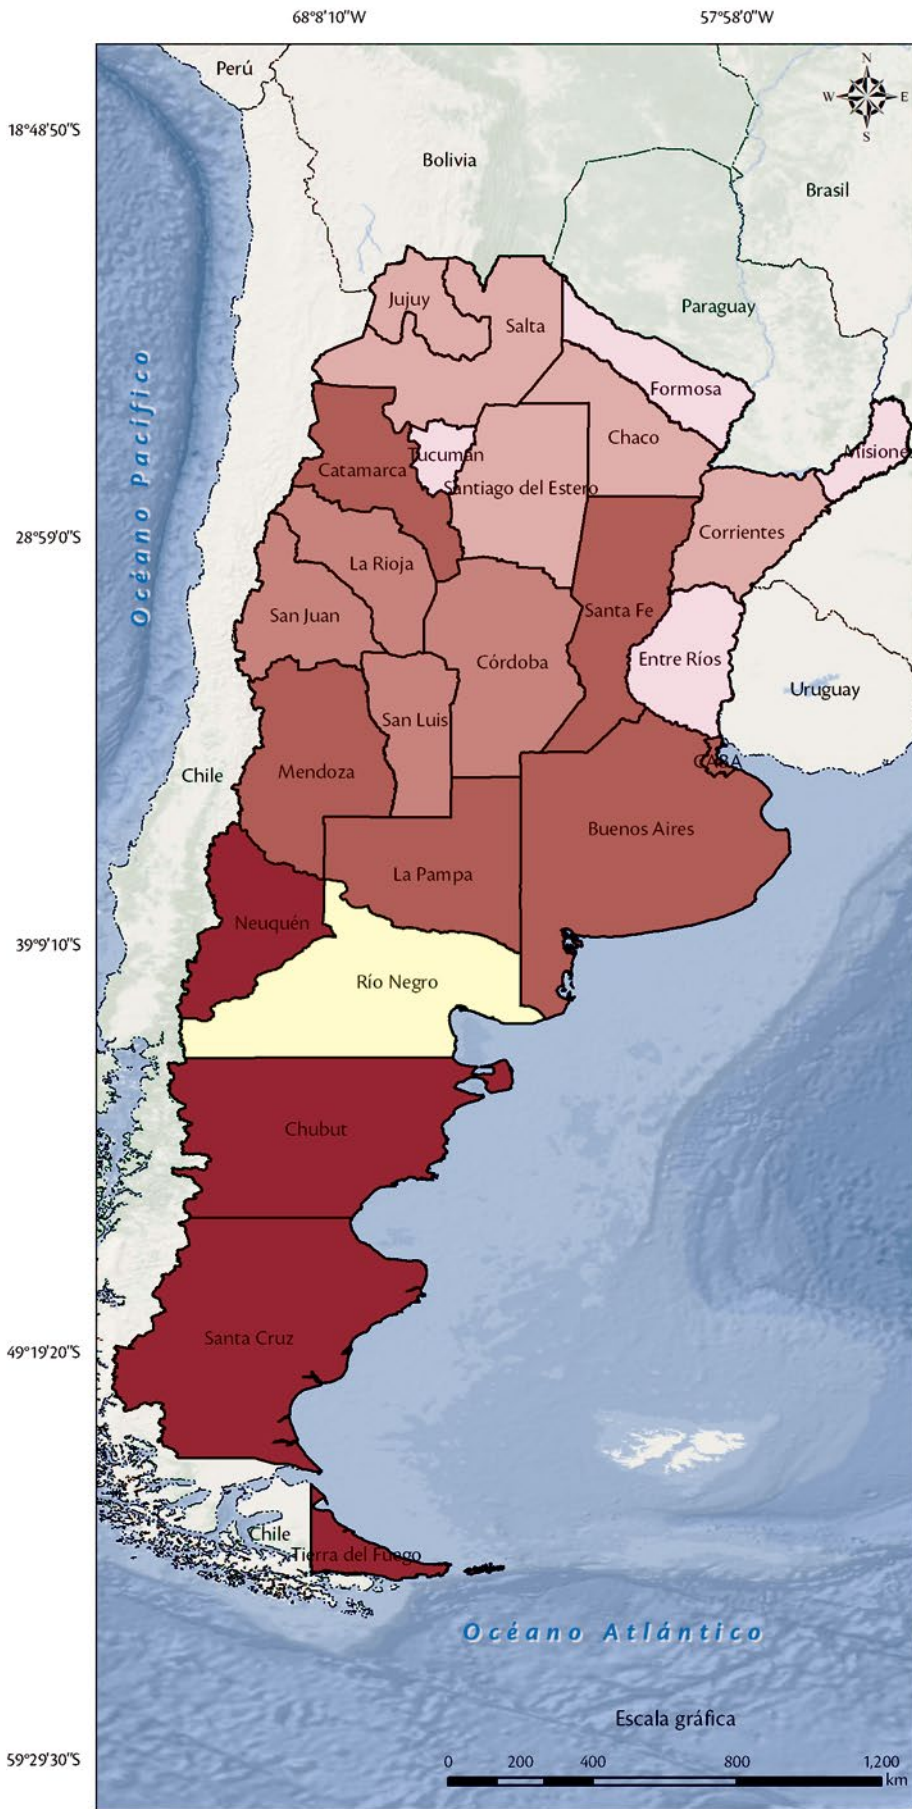 68°8'10"W
57°58'0"W
Perú
N
W
E
S
18°48'50"S
Bolivia
Brasil
Jujuy
Salta
Paraguay
Formosa
Océano Pacífico
Chaco
Tucumán
Misiones
Catamarca
Santiago del Estero
28°59'0"S
Corrientes
La Rioja
San Juan
Santa Fe
Córdoba
Entre Ríos
Uruguay
San Luis
Chile
Mendoza
CABA
Buenos Aires
La Pampa
Neuquén
39°9'10"S
Río Negro
Chubut
Santa Cruz
49°19'20"S
Chile
Tierra del Fuego
Océano Atlántico
Escala gráfica
59°29'30"S
0 200 400 800 1,200
km